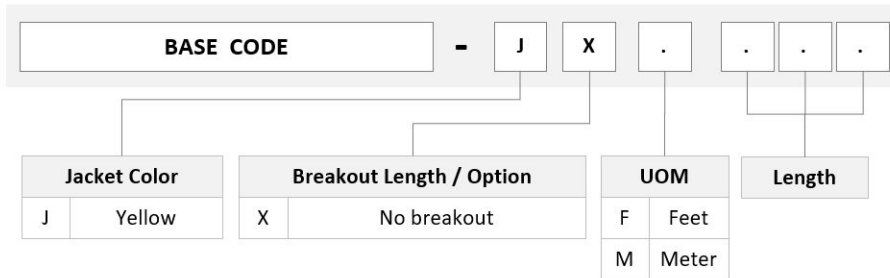 BASE CODE - J X . . . .
Jacket Color Breakout Length / Option UOM Length
J Yellow X No breakout F Feet
M Meter